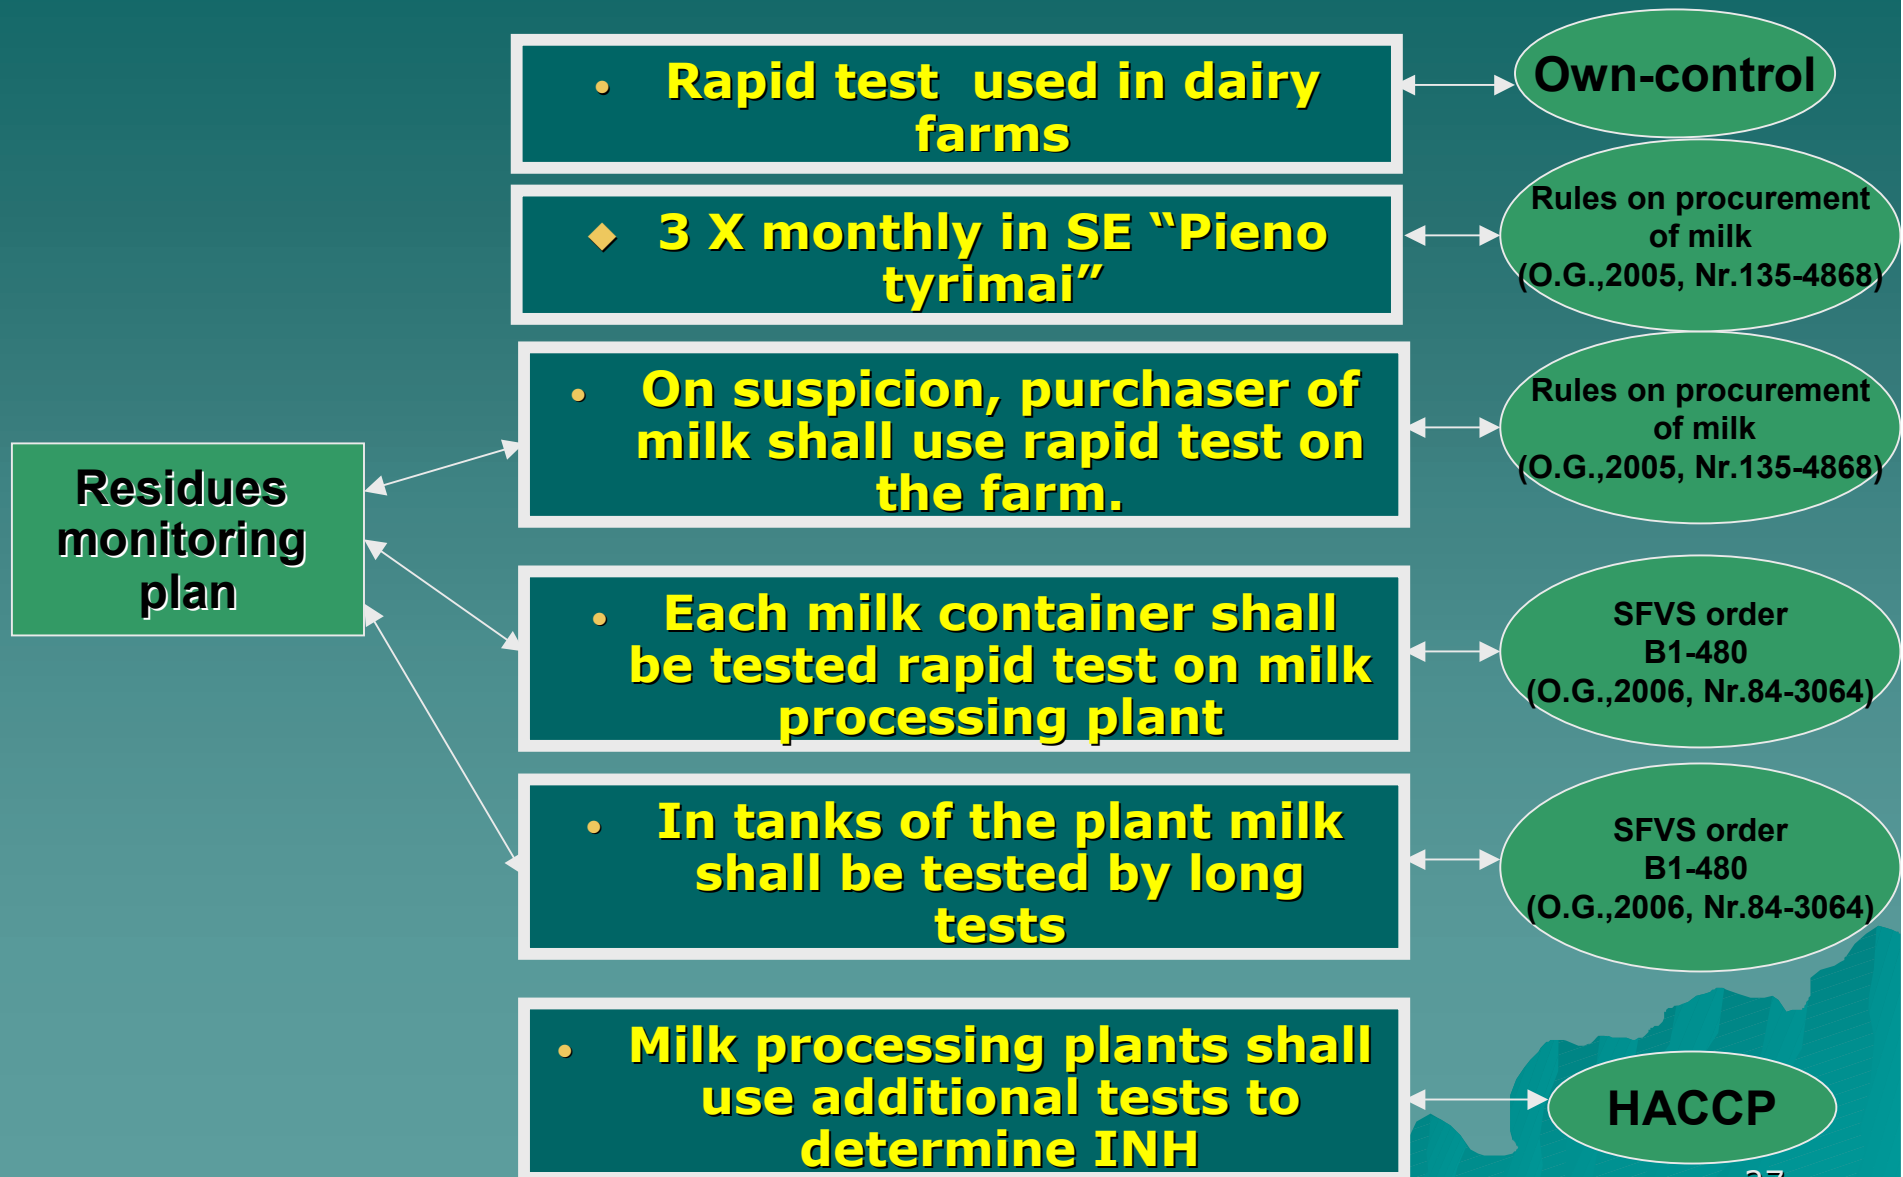 • Rapid test used in dairy
farms
Own-control
◆ 3 X monthly in SE “Pieno
tyrimai”
Rules on procurement
of milk
(O.G.,2005, Nr.135-4868)
• On suspicion, purchaser of
milk shall use rapid test on
the farm.
Rules on procurement
of milk
(O.G.,2005, Nr.135-4868)
Residues
monitoring
plan
• Each milk container shall
be tested rapid test on milk
processing plant
SFVS order
B1-480
(O.G.,2006, Nr.84-3064)
• In tanks of the plant milk
shall be tested by long
tests
SFVS order
B1-480
(O.G.,2006, Nr.84-3064)
• Milk processing plants shall
use additional tests to
determine INH
HACCP